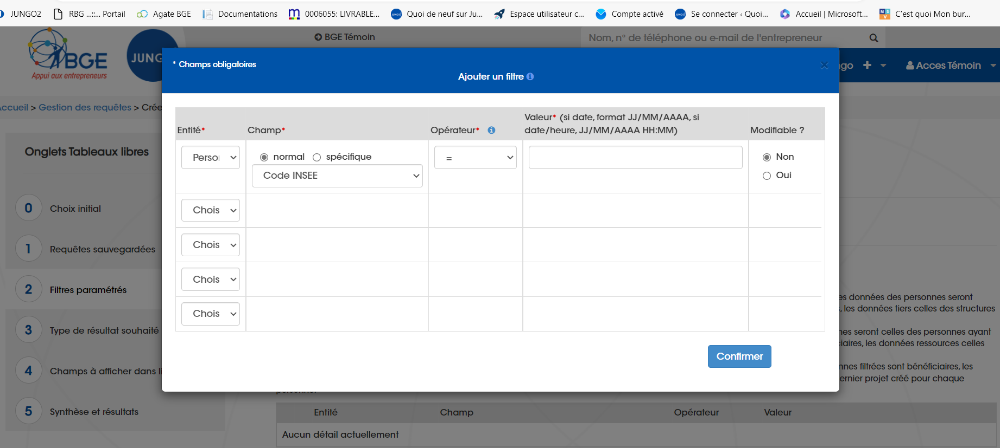 JUNGO2
RBG ...::... Portail
Agate BGE
Documentations
0006055: LIVRABLE...
Quoi de neuf sur Ju...
Espace utilisateur c...
Compte activé
Se connecter ‹ Quoi...
Accueil | Microsoft...
C'est quoi Mon bur...
BGE
Appui aux entrepreneurs
JUNG
BGE Témoin
Nom, n° de téléphone ou e-mail de l'entrepreneur
go
Acces Témoin
* Champs obligatoires
Ajouter un filtre
ccueil > Gestion des requêtes > Crée
Onglets Tableaux libres
0 Choix initial
1 Requêtes sauvegardées
2 Filtres paramétrés
3 Type de résultat souhaité
4 Champs à afficher dans li
5 Synthèse et résultats
Entité*
Champ*
Opérateur*
Valeur* (si date, format JJ/MM/AAAA, si
date/heure, JJ/MM/AAAA HH:MM)
Modifiable ?
Perso
normal
spécifique
Code INSEE
=
Non
Oui
Chois
Chois
Chois
Chois
Confirmer
es données des personnes seront
, les données tiers celles des structures
nes seront celles des personnes ayant
iaires, les données ressources celles
nnes filtrées sont bénéficiaires, les
ernier projet créé pour chaque
Entité Champ Opérateur Valeur
Aucun détail actuellement